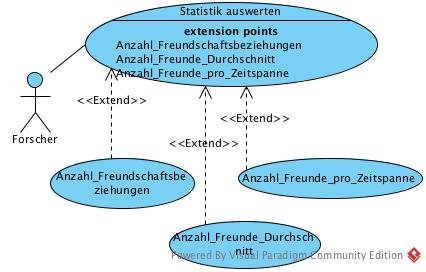 Statistik auswerten
extension points
Anzahl_Freundschaftsbeziehungen
Anzahl_Freunde_Durchschnitt
Anzahl_Freunde_pro_Zeitspanne
<<Extend>>
<<Extend>>
<<Extend>>
Forscher
Anzahl_Freundschaftsbe
ziehungen
Anzahl_Freunde_pro_Zeitspanne
Anzahl_Freunde_Durchsch
nitt
Powered By Visual Paradigm Community Edition